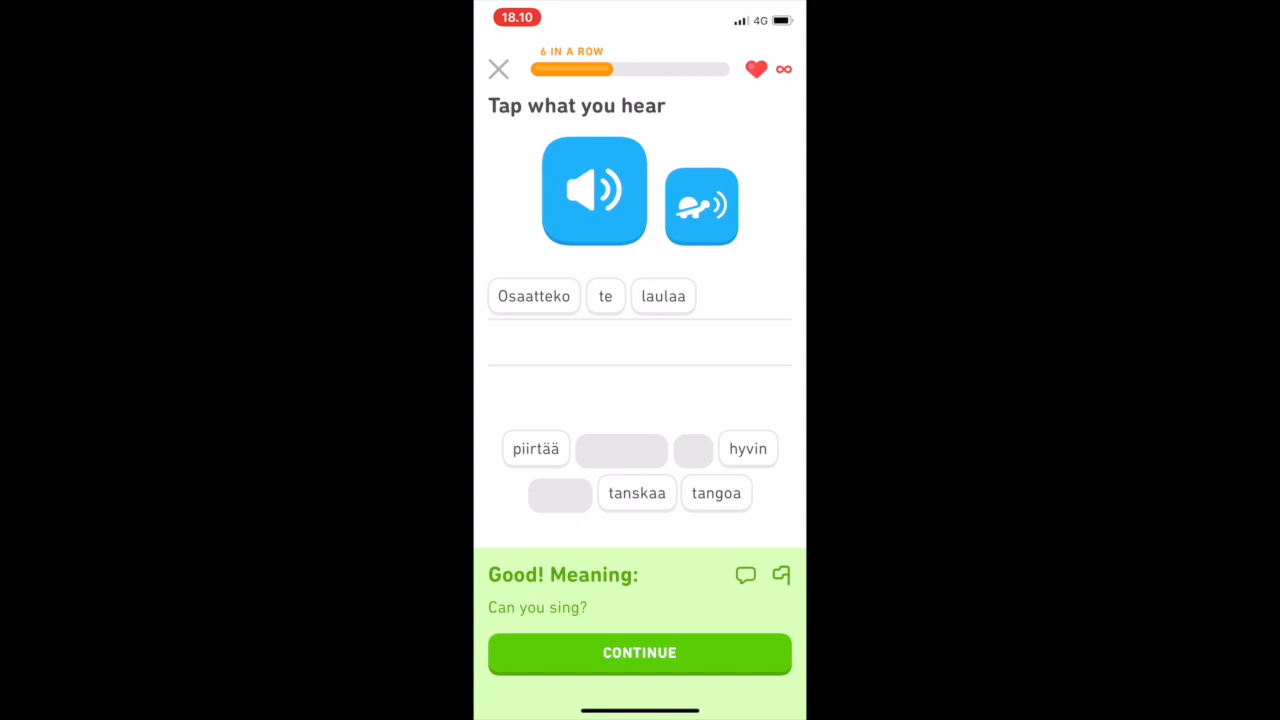 18.10 4G
6 IN A ROW
Tap what you hear
Osaatteko te laulaa
piirtää hyvin
tanskaa tangoa
Good! Meaning:
Can you sing?
CONTINUE